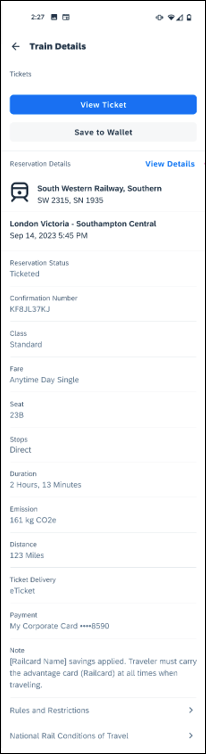 2:27
Train Details
Tickets
View Ticket
Save to Wallet
Reservation Details
View Details
South Western Railway, Southern
SW 2315, SN 1935
London Victoria - Southampton Central
Sep 14, 2023 5:45 PM
Reservation Status
Ticketed
Confirmation Number
KF8JL37KJ
Class
Standard
Fare
Anytime Day Single
Seat
23B
Stops
Direct
Duration
2 Hours, 13 Minutes
Emission
161 kg CO2e
Distance
123 Miles
Ticket Delivery
eTicket
Payment
My Corporate Card ••••8590
Note
[Railcard Name] savings applied. Traveler must carry
the advantage card (Railcard) at all times when
traveling.
Rules and Restrictions
National Rail Conditions of Travel